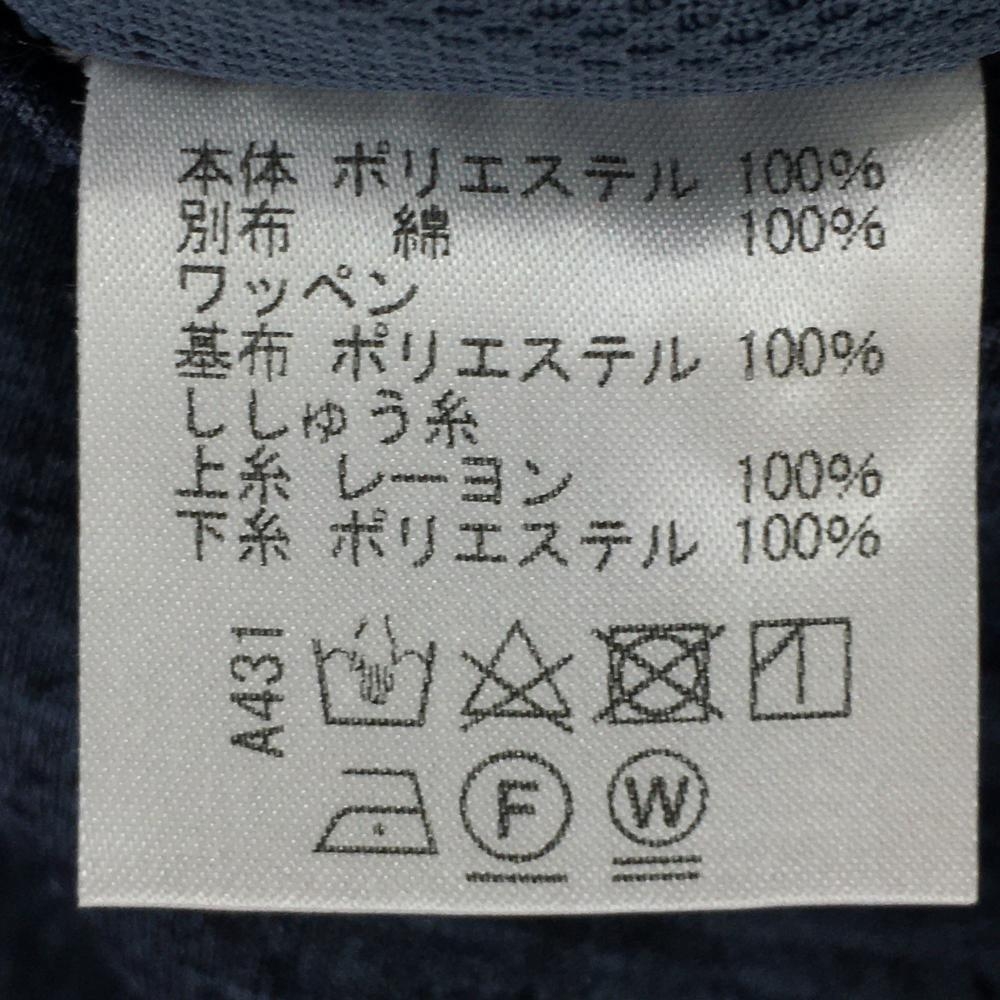 本体 ポリエステル 100%
別布 綿 100%
ワッペン
基布 ポリエステル 100%
ししゅう糸
上糸 レーヨン 100%
下糸 ポリエステル 100%
A431
F W